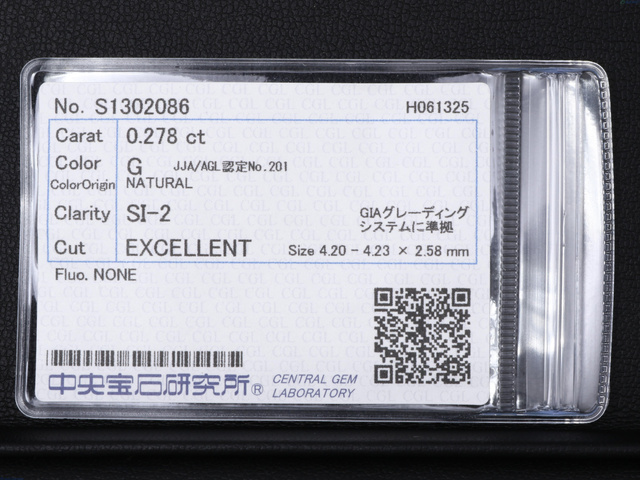 No. S1302086 H061325
Carat 0.278 ct
Color G JJA/AGL認定No.201
ColorOrigin NATURAL
Clarity SI-2 GIAグレーディング
システムに準拠
Cut EXCELLENT Size 4.20 - 4.23 × 2.58 mm
Fluo. NONE
中央宝石研究所® CENTRAL GEM
LABORATORY